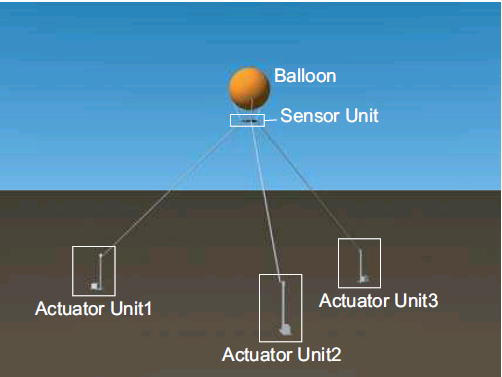 Balloon
Sensor Unit
Actuator Unit1
Actuator Unit3
Actuator Unit2